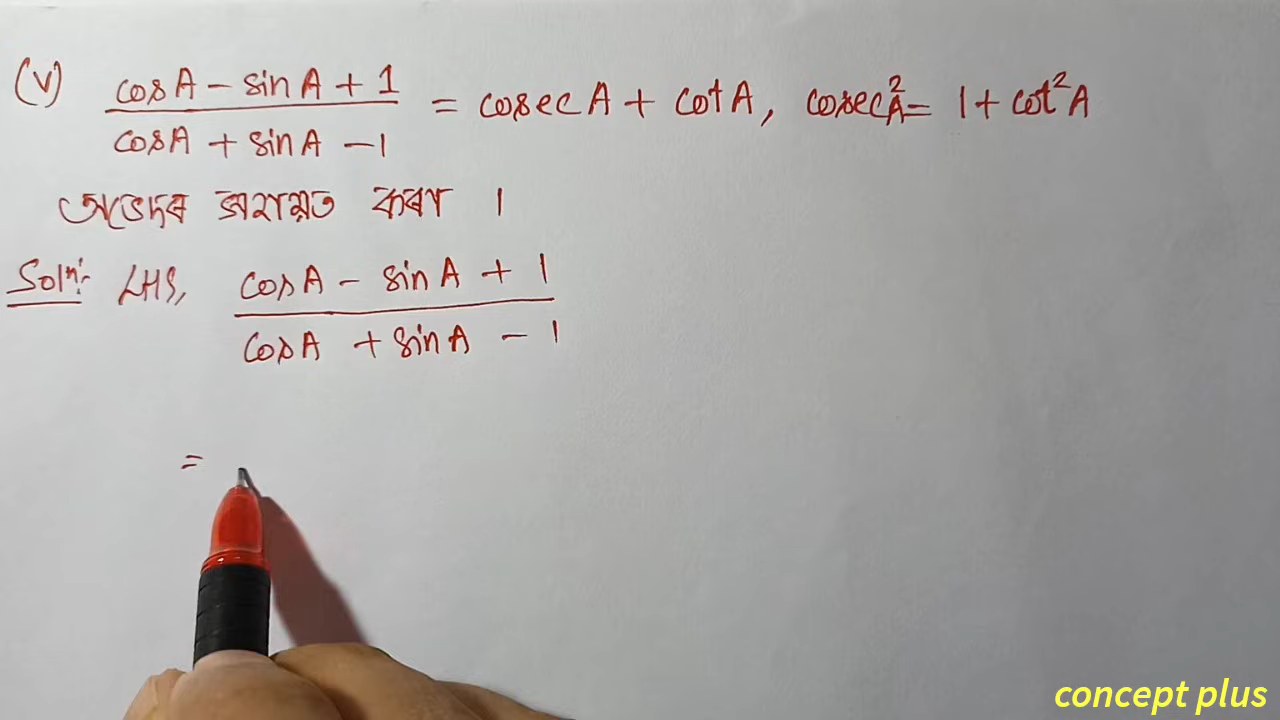 (v) cosA - sinA + 1 / cosA + sinA - 1 = cosecA + cotA, cosec²A = 1 + cot²A
অভেদৰ সহায়ত কৰা ।
Solⁿ:- LHS, cosA - sinA + 1 / cosA + sinA - 1
=
concept plus